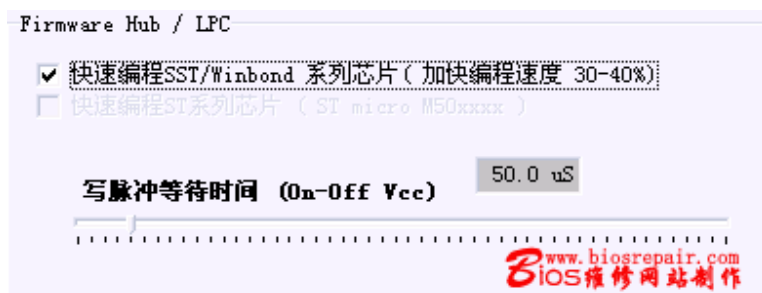 Firmware Hub / LPC
快速编程SST/Winbond 系列芯片( 加快编程速度 30-40%)
快速编程ST系列芯片 ( ST micro M50xxxx )
50.0 uS
写脉冲等待时间 (On-Off Vcc)
www.biosrepair.com
Bios维修网站制作